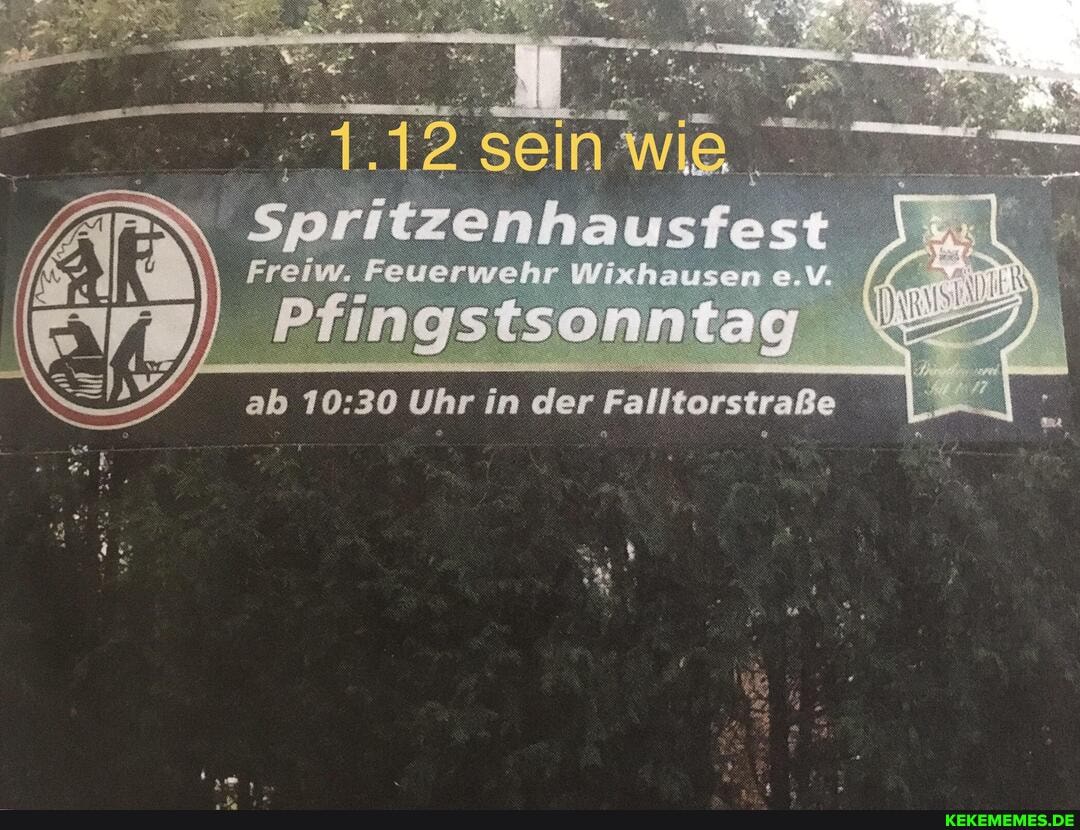 1.12 sein wie
Spritzenhausfest
Freiw. Feuerwehr Wixhausen e.V.
Pfingstsonntag
DARMSTÄDTER
ab 10:30 Uhr in der Falltorstraße
KEKEMEMES.DE